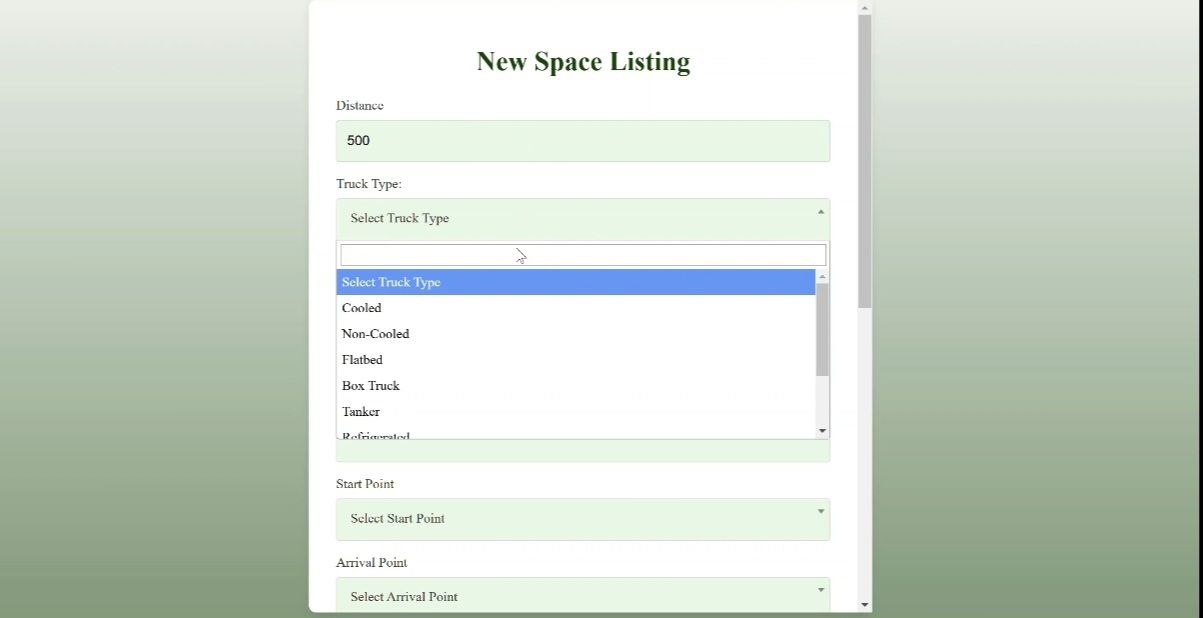 New Space Listing
Distance
500
Truck Type:
Select Truck Type
Select Truck Type
Cooled
Non-Cooled
Flatbed
Box Truck
Tanker
Refrigerated
Start Point
Select Start Point
Arrival Point
Select Arrival Point